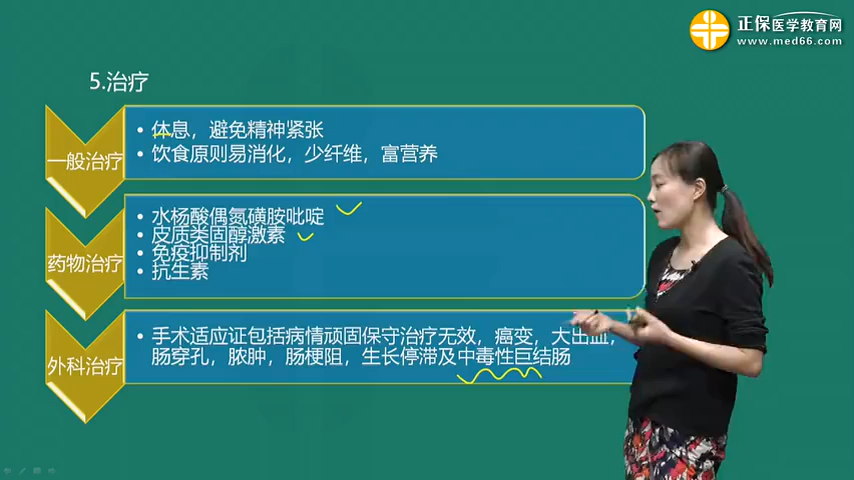 正保医学教育网
www.med66.com
5.治疗
一般治疗
• 体息，避免精神紧张
• 饮食原则易消化，少纤维，富营养
药物治疗
• 水杨酸偶氮磺胺吡啶
• 皮质类固醇激素
• 免疫抑制剂
• 抗生素
外科治疗
• 手术适应证包括病情顽固保守治疗无效，癌变，大出血，
肠穿孔，脓肿，肠梗阻，生长停滞及中毒性巨结肠